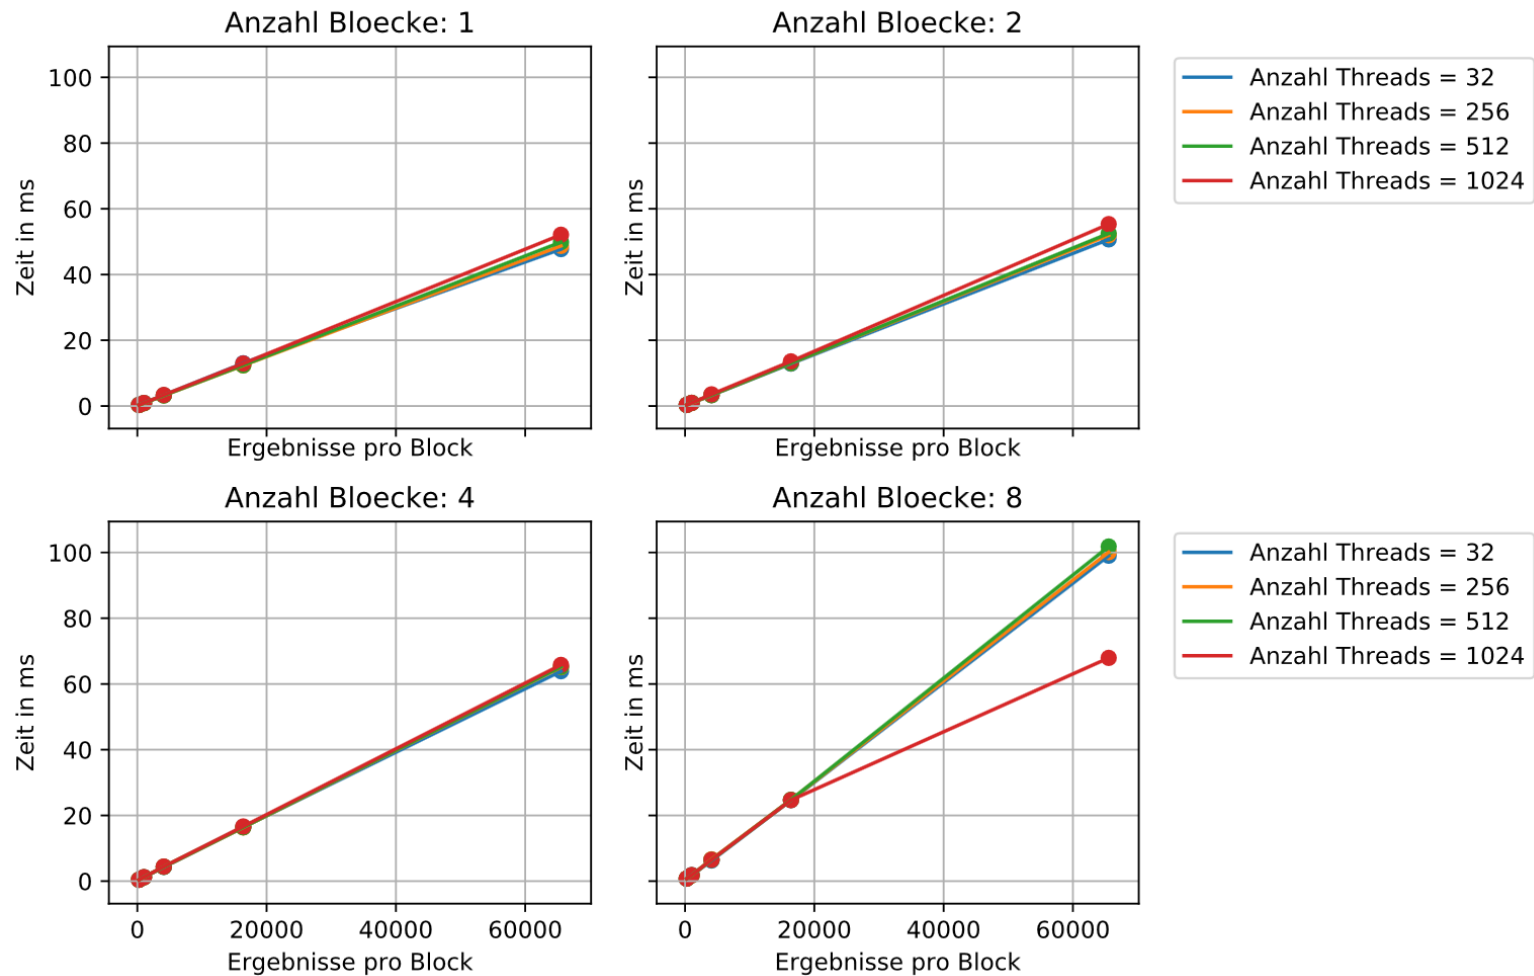 Anzahl Bloecke: 1
Anzahl Bloecke: 2
100
80
60
40
20
0
Zeit in ms
Zeit in ms
Ergebnisse pro Block
Ergebnisse pro Block
Anzahl Threads = 32
Anzahl Threads = 256
Anzahl Threads = 512
Anzahl Threads = 1024
Anzahl Bloecke: 4
Anzahl Bloecke: 8
100
80
60
40
20
0
Zeit in ms
Zeit in ms
0 20000 40000 60000
0 20000 40000 60000
Ergebnisse pro Block
Ergebnisse pro Block
Anzahl Threads = 32
Anzahl Threads = 256
Anzahl Threads = 512
Anzahl Threads = 1024